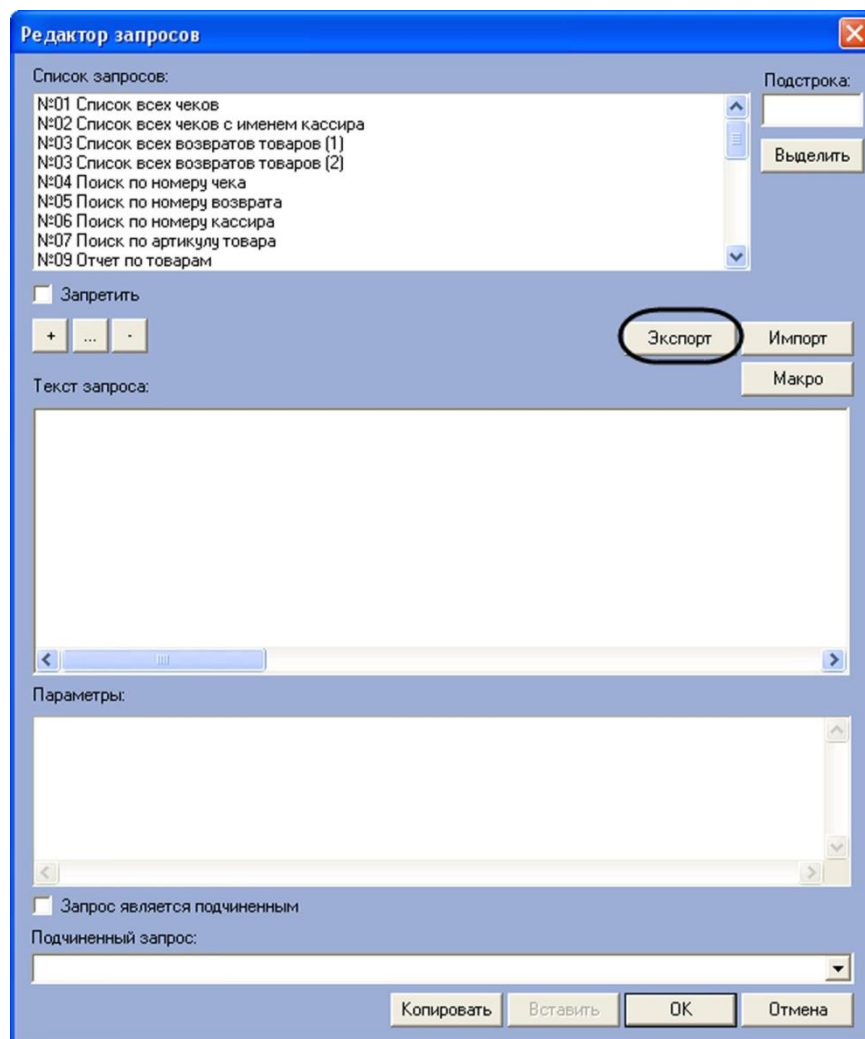 Редактор запросов
Список запросов:
Подстрока:
№01 Список всех чеков
№02 Список всех чеков с именем кассира
№03 Список всех возвратов товаров (1)
№03 Список всех возвратов товаров (2)
№04 Поиск по номеру чека
№05 Поиск по номеру возврата
№06 Поиск по номеру кассира
№07 Поиск по артикулу товара
№09 Отчет по товарам
Выделить
Запретить
+ ... -
Экспорт Импорт
Макро
Текст запроса:
Параметры:
Запрос является подчиненным
Подчиненный запрос:
Копировать Вставить OK Отмена